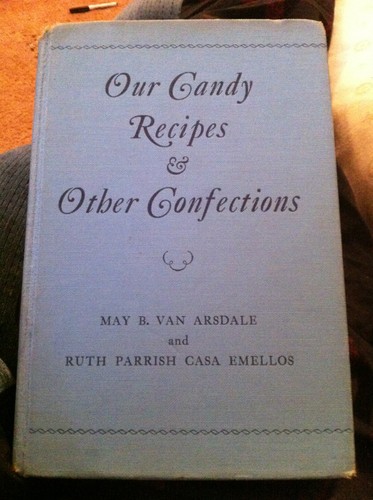 Our Candy
Recipes
&
Other Confections
MAY B. VAN ARSDALE
and
RUTH PARRISH CASA EMELLOS